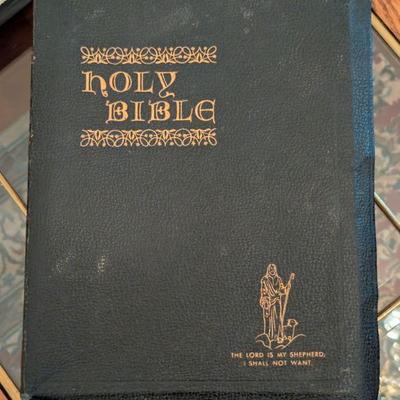 HOLY
BIBLE
THE LORD IS MY SHEPHERD;
I SHALL NOT WANT.